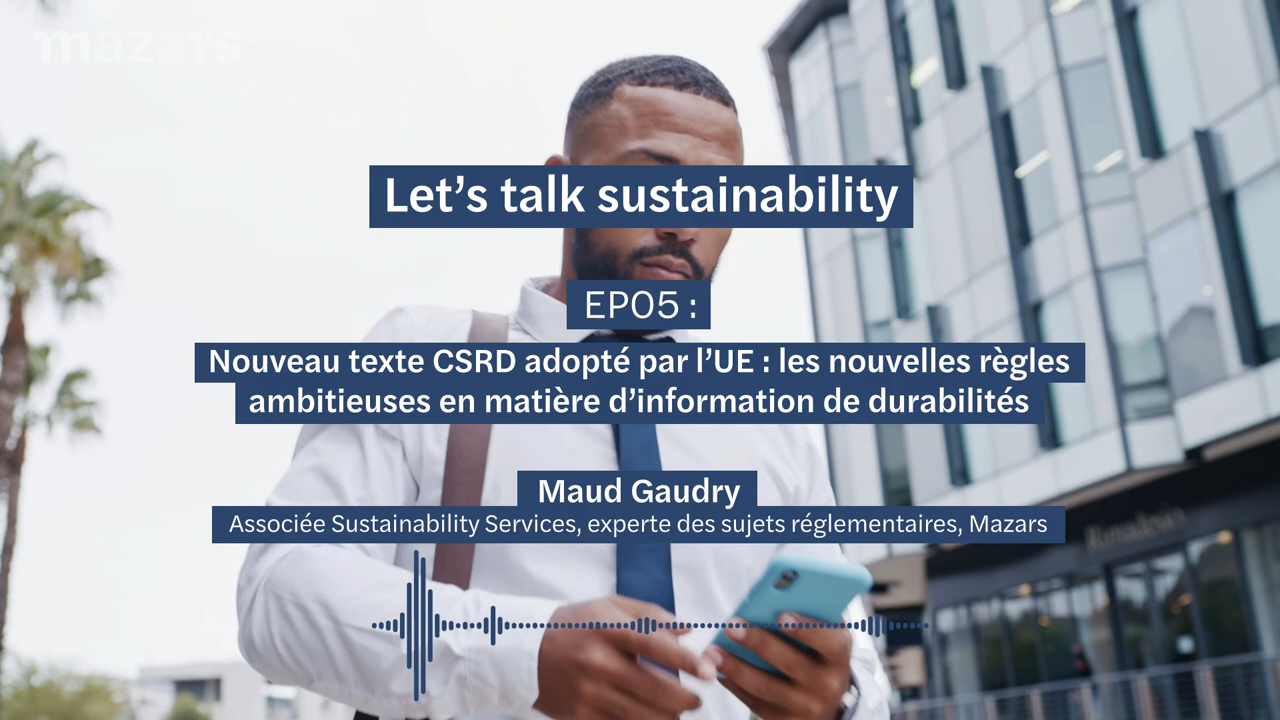 mazars
Let's talk sustainability
EP05 :
Nouveau texte CSRD adopté par l'UE : les nouvelles règles
ambitieuses en matière d'information de durabilités
Maud Gaudry
Associée Sustainability Services, experte des sujets réglementaires, Mazars